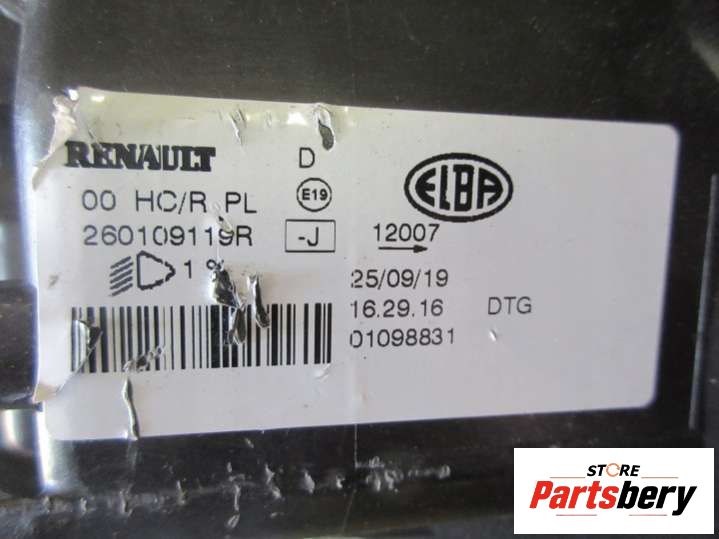 RENAULT D
00 HC/R PL E19 ELBA
260109119R -J 12007
1 %
25/09/19
16.29.16 DTG
01098831
STORE
Partsbery